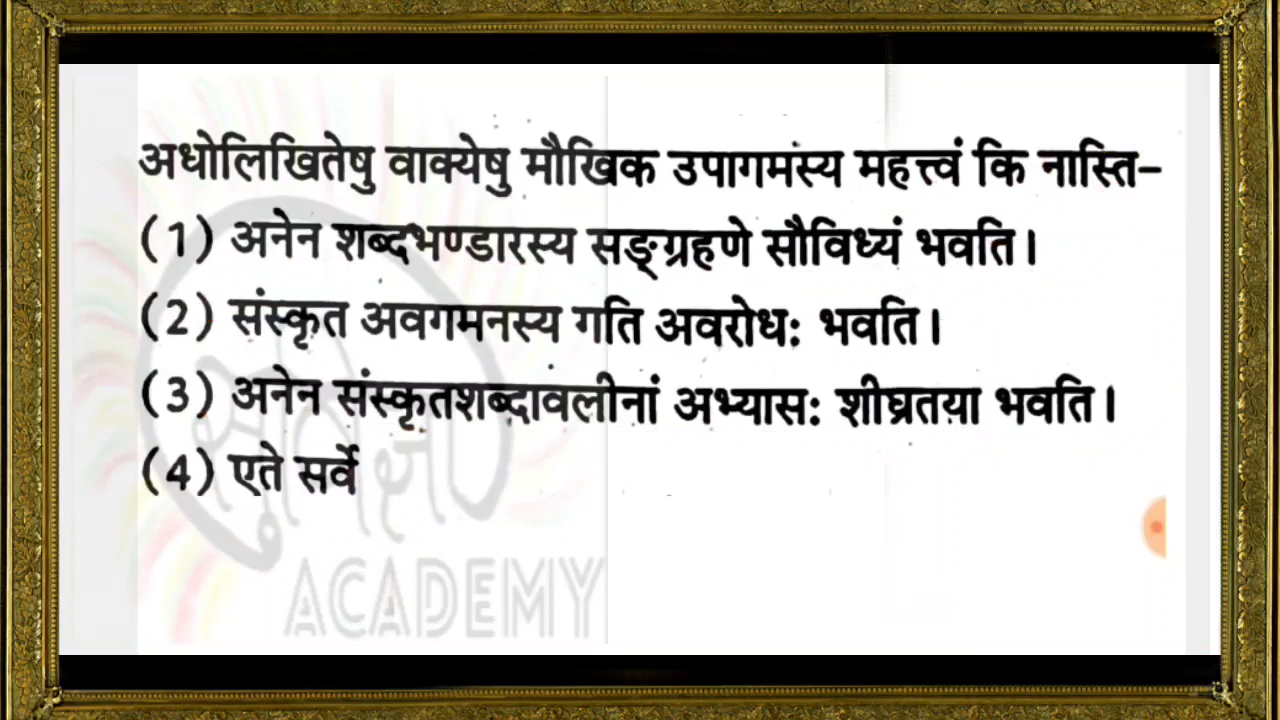 अधोलिखितेषु वाक्येषु मौखिक उपागमस्य महत्त्वं कि नास्ति–
(1) अनेन शब्दभण्डारस्य सङ्ग्रहणे सौविध्यं भवति।
(2) संस्कृत अवगमनस्य गति अवरोधः भवति।
(3) अनेन संस्कृतशब्दावलीनां अभ्यासः शीघ्रतया भवति।
(4) एते सर्वे
ACADEMY